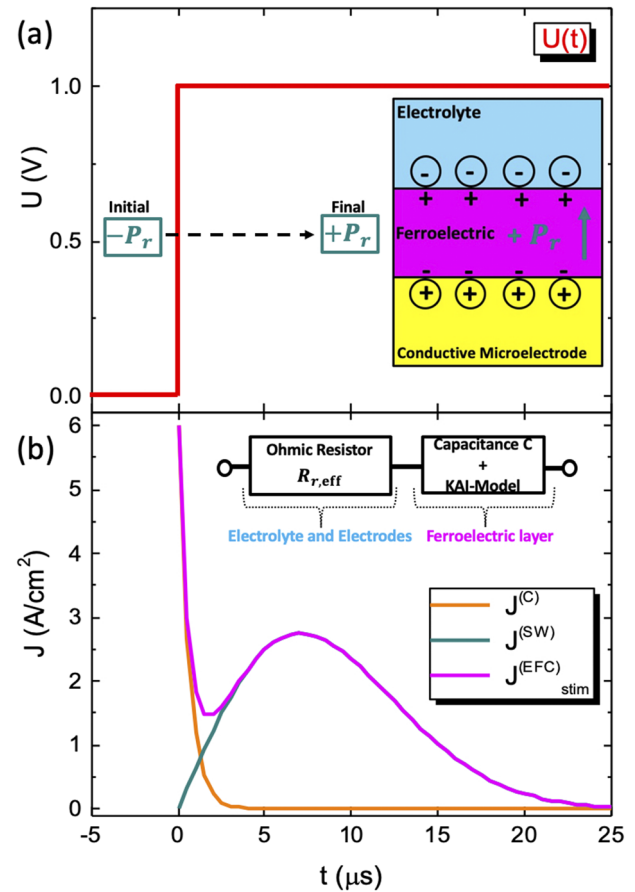 (a)
U(t)
1.0
0.5
0.0
U (V)
Initial
−P_r
Final
+P_r
Electrolyte
- - - -
+ + + +
Ferroelectric + P_r
- - - -
+ + + +
Conductive Microelectrode
(b)
6
5
4
3
2
1
0
J (A/cm²)
Ohmic Resistor
R_r,eff
Capacitance C
+
KAI-Model
Electrolyte and Electrodes
Ferroelectric layer
J^(C)
J^(SW)
J^(EFC)
stim
-5 0 5 10 15 20 25
t (μs)